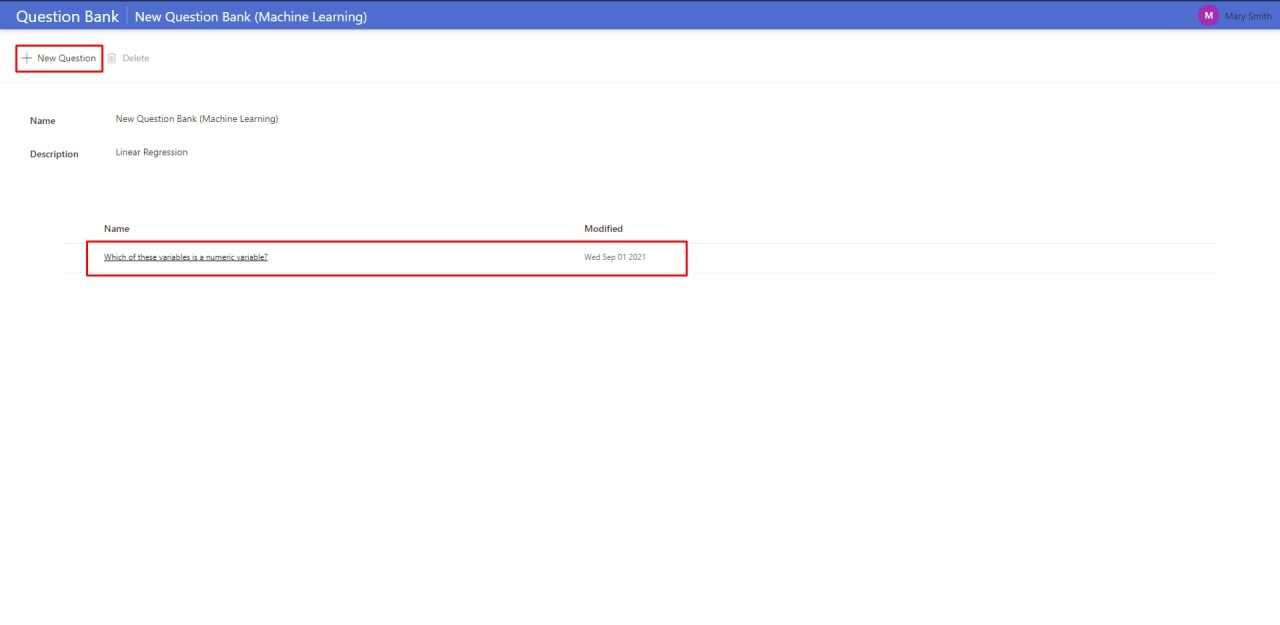 Question Bank New Question Bank (Machine Learning) M Mary Smith
New Question Delete
Name New Question Bank (Machine Learning)
Description Linear Regression
Name Modified
Which of these variables is a numeric variable? Wed Sep 01 2021